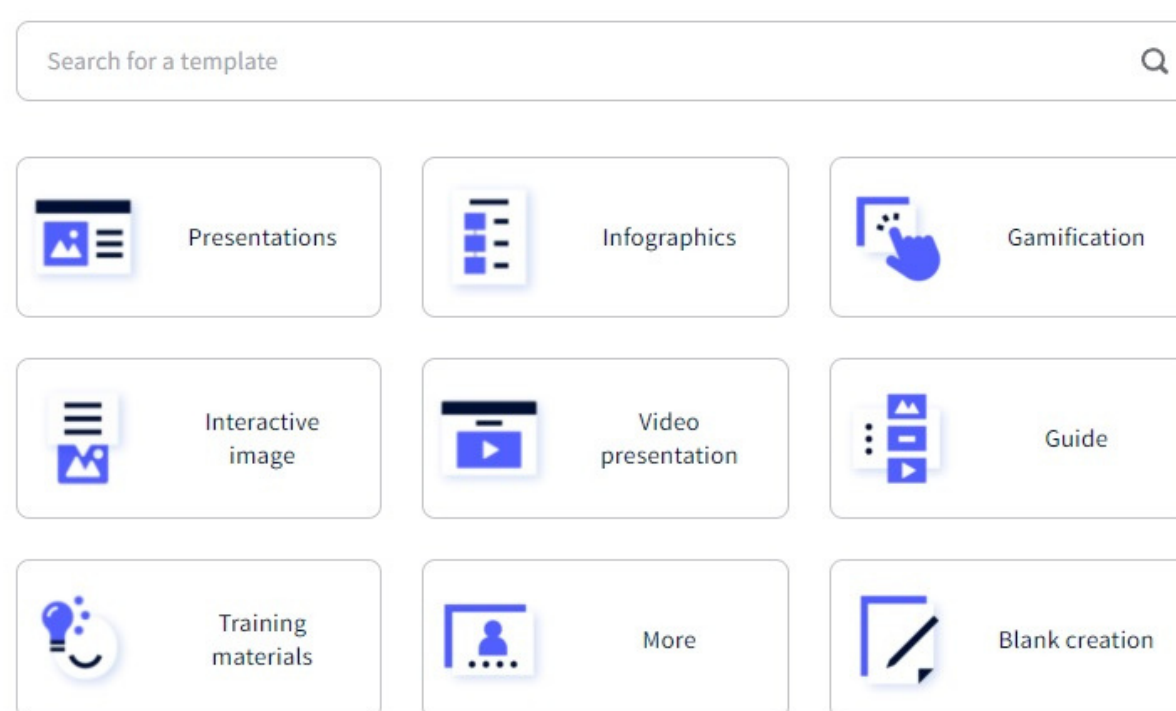 Search for a template
Presentations
Infographics
Gamification
Interactive
image
Video
presentation
Guide
Training
materials
More
Blank creation